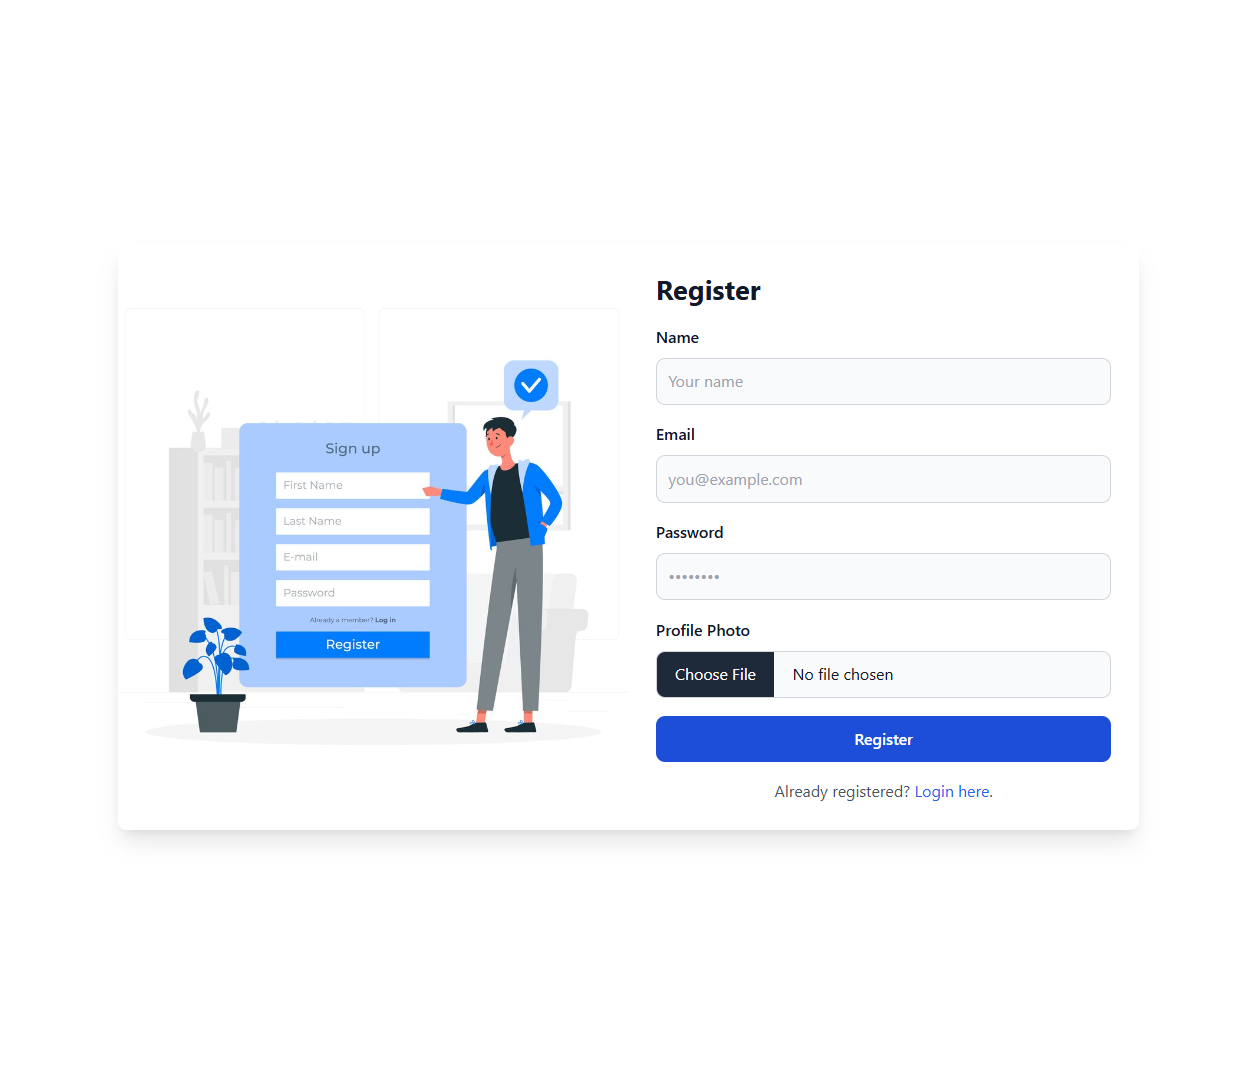 Sign up
First Name
Last Name
E-mail
Password
Already a member? Log in
Register
Register
Name
Your name
Email
you@example.com
Password
••••••••
Profile Photo
Choose File No file chosen
Register
Already registered? Login here.